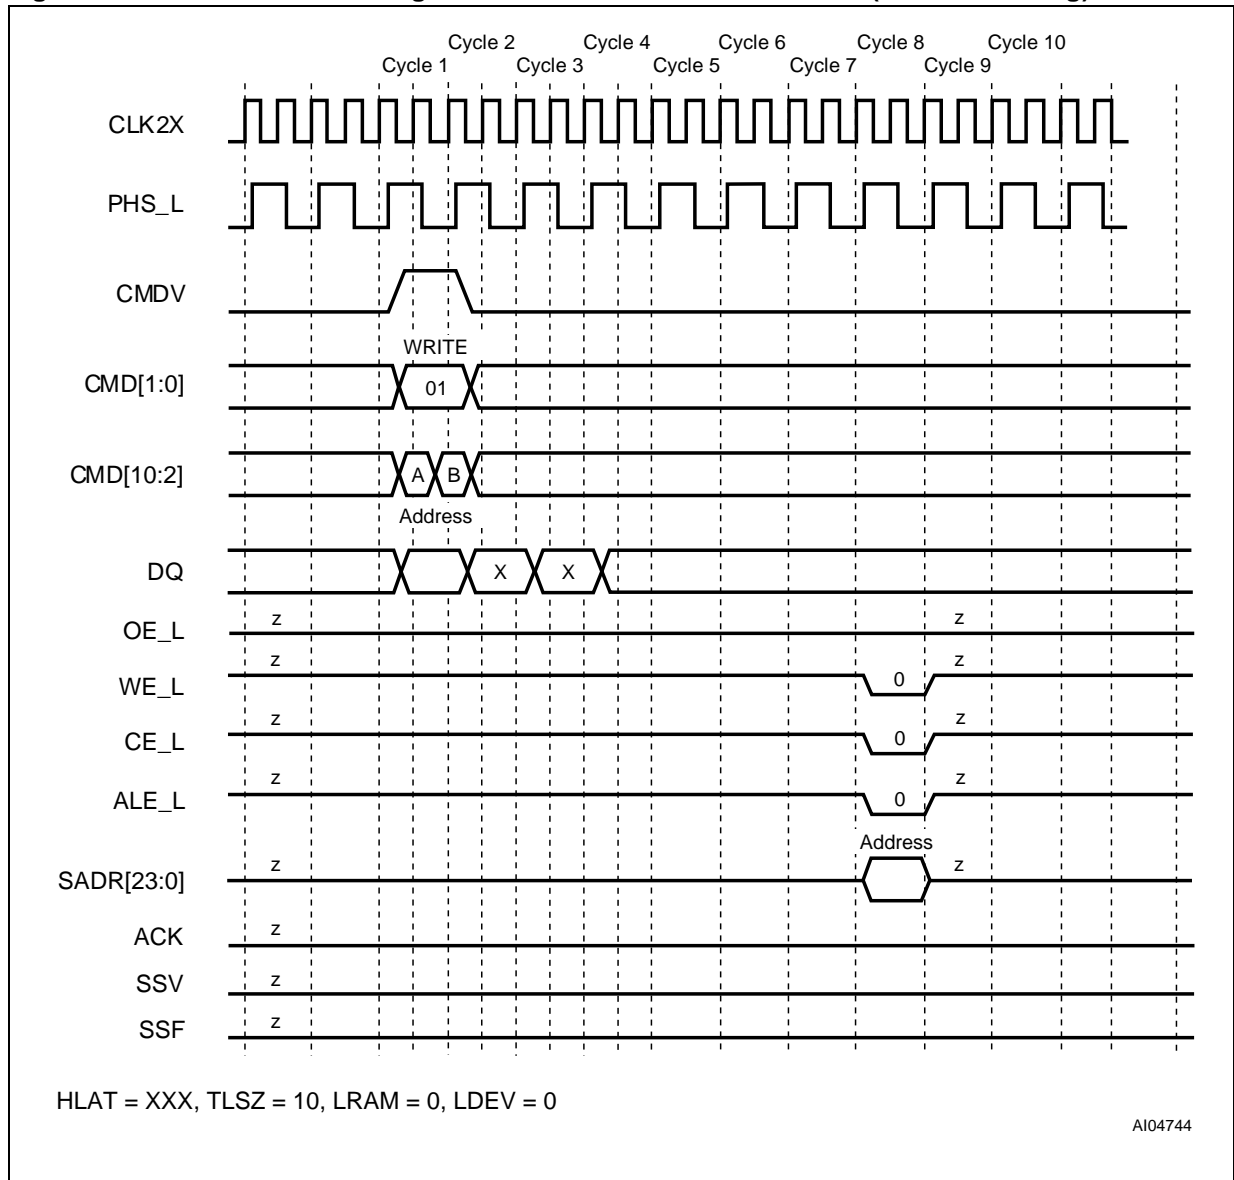 Cycle 2 Cycle 4 Cycle 6 Cycle 8 Cycle 10
Cycle 1 Cycle 3 Cycle 5 Cycle 7 Cycle 9
CLK2X
PHS_L
CMDV
WRITE
CMD[1:0] 01
CMD[10:2] A B
Address
DQ X X
z z
OE_L
z z
WE_L 0
z z
CE_L 0
z z
ALE_L 0
Address
z z
SADR[23:0]
z
ACK
z
SSV
z
SSF
HLAT = XXX, TLSZ = 10, LRAM = 0, LDEV = 0
AI04744